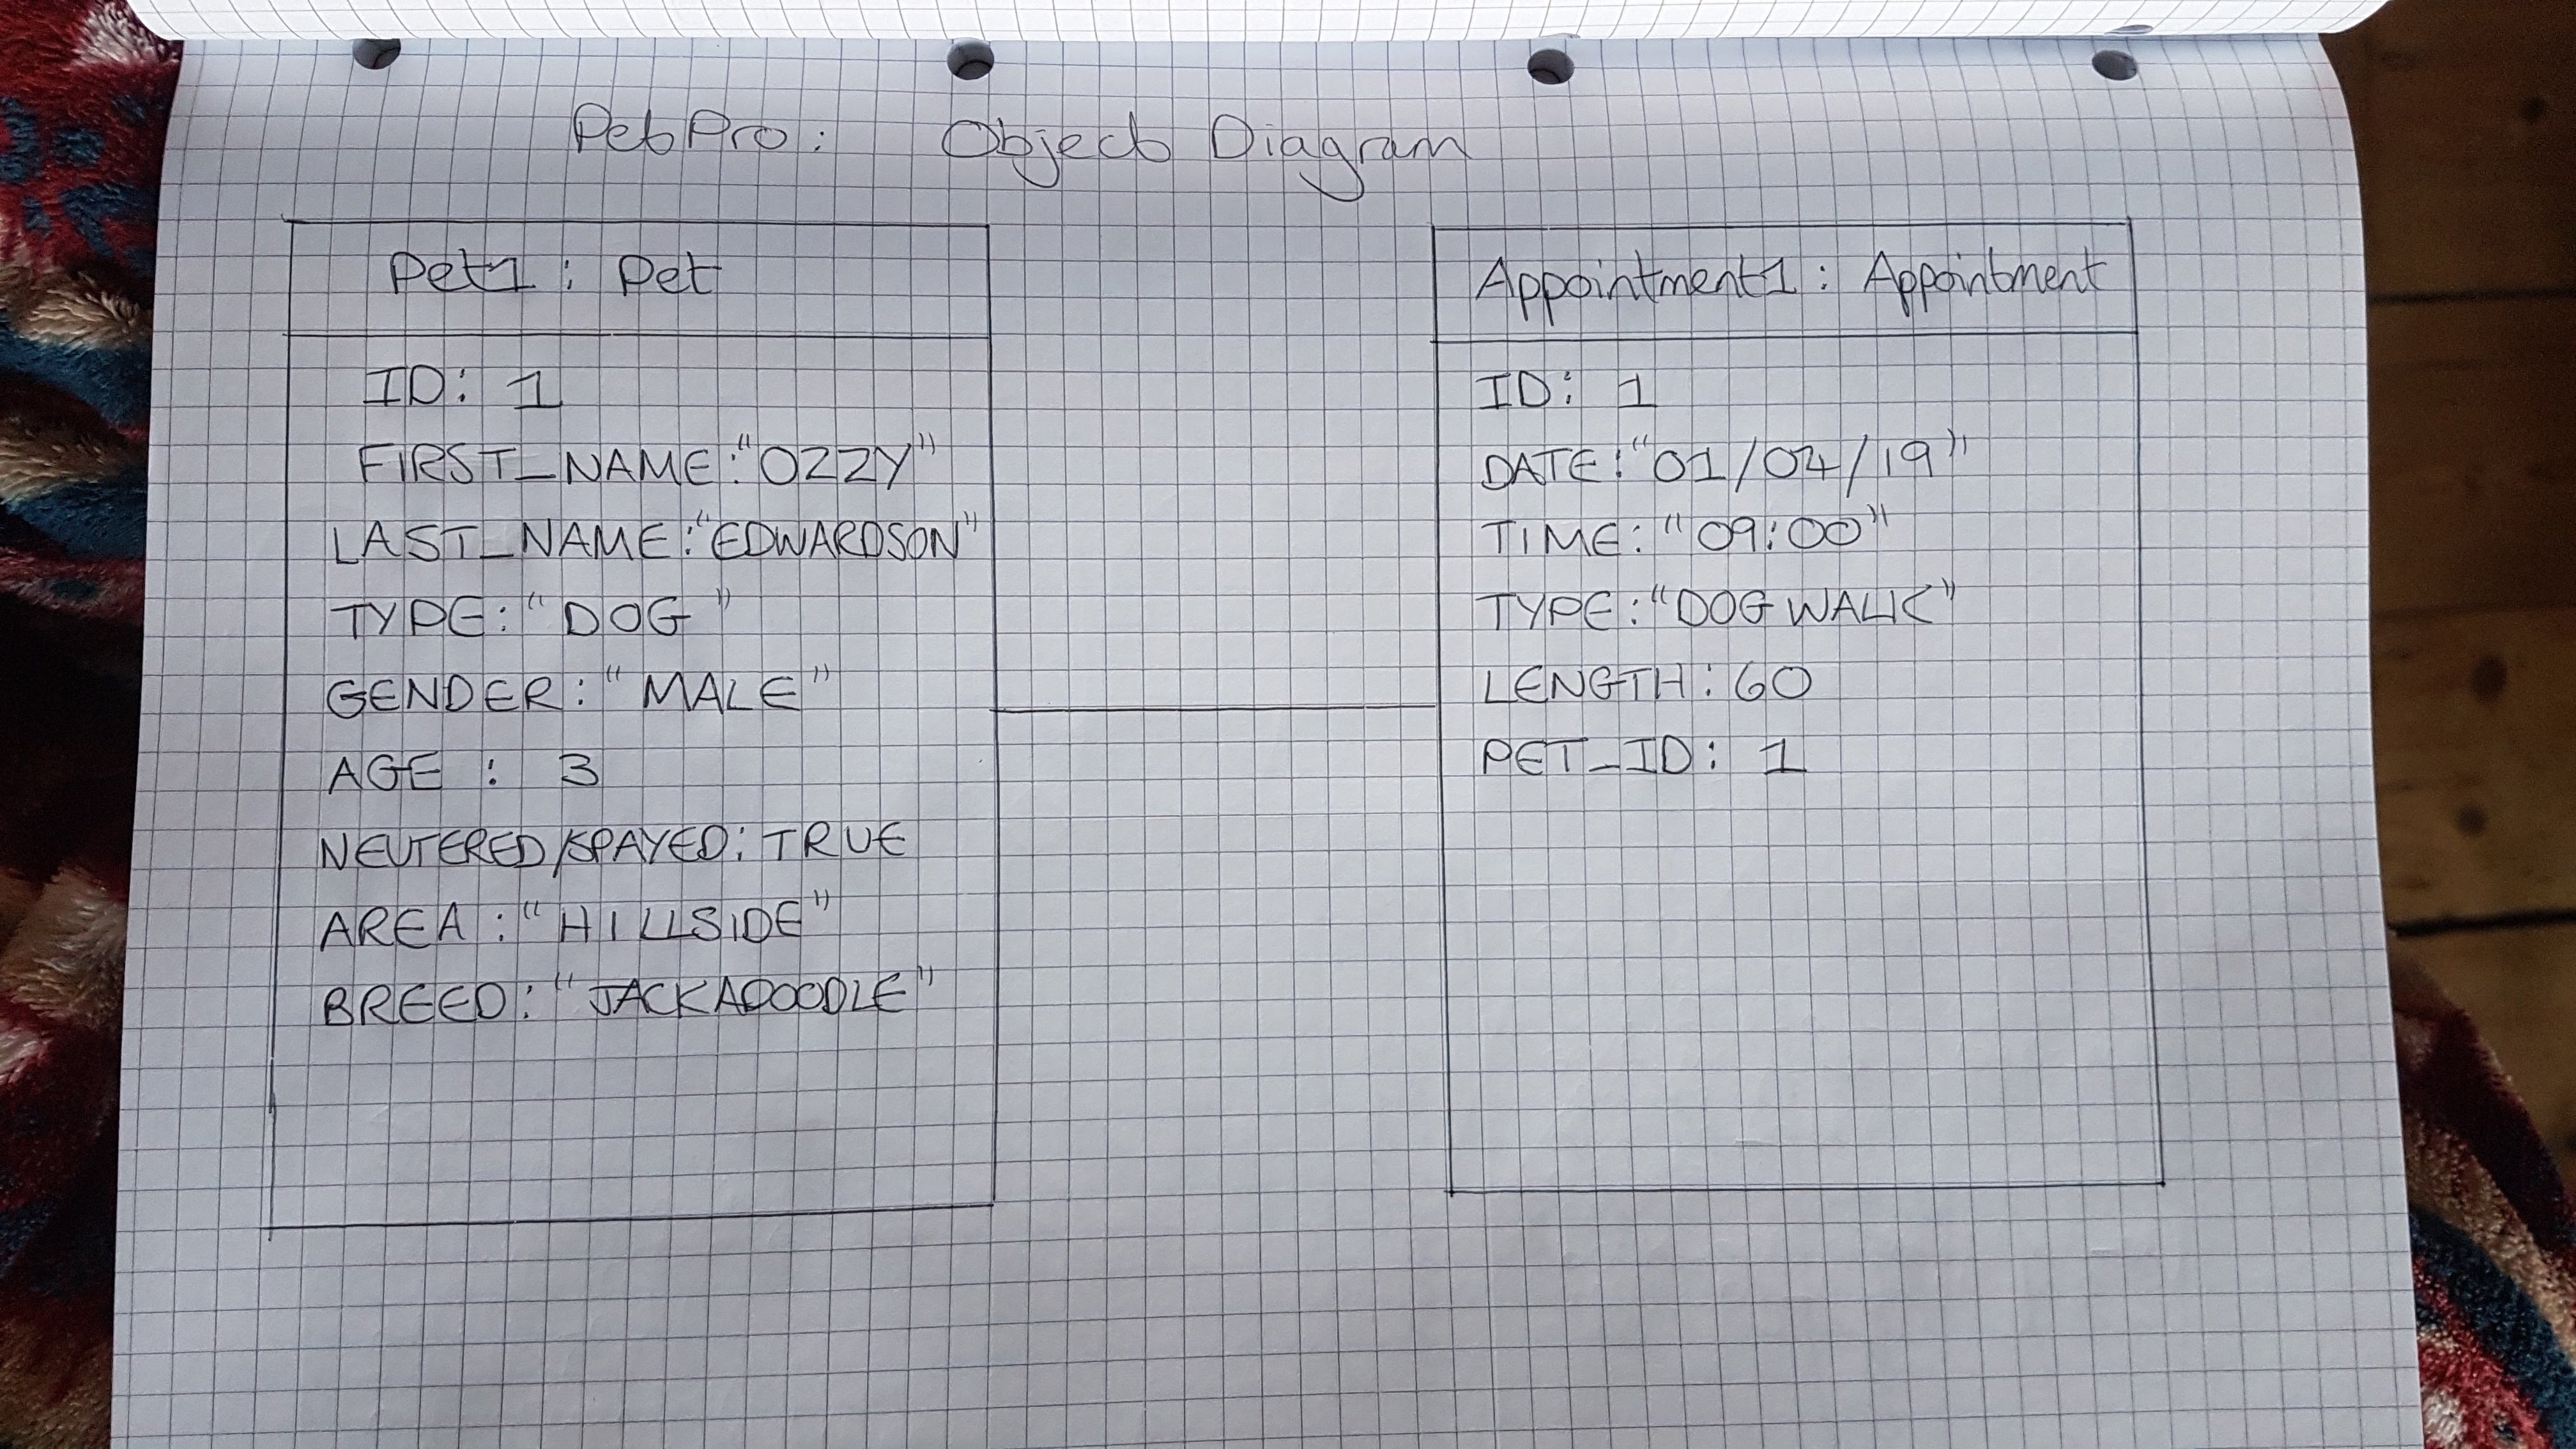 PetPro: Object Diagram
Pet1 : Pet
ID: 1
FIRST_NAME:"OZZY"
LAST_NAME:"EDWARDSON"
TYPE:"DOG"
GENDER:"MALE"
AGE : 3
NEUTERED/SPAYED: TRUE
AREA :"HILLSIDE"
BREED:"JACKADOODLE"
Appointment1: Appointment
ID: 1
DATE:"01/04/19"
TIME:"09:00"
TYPE:"DOG WALK"
LENGTH:60
PET_ID: 1